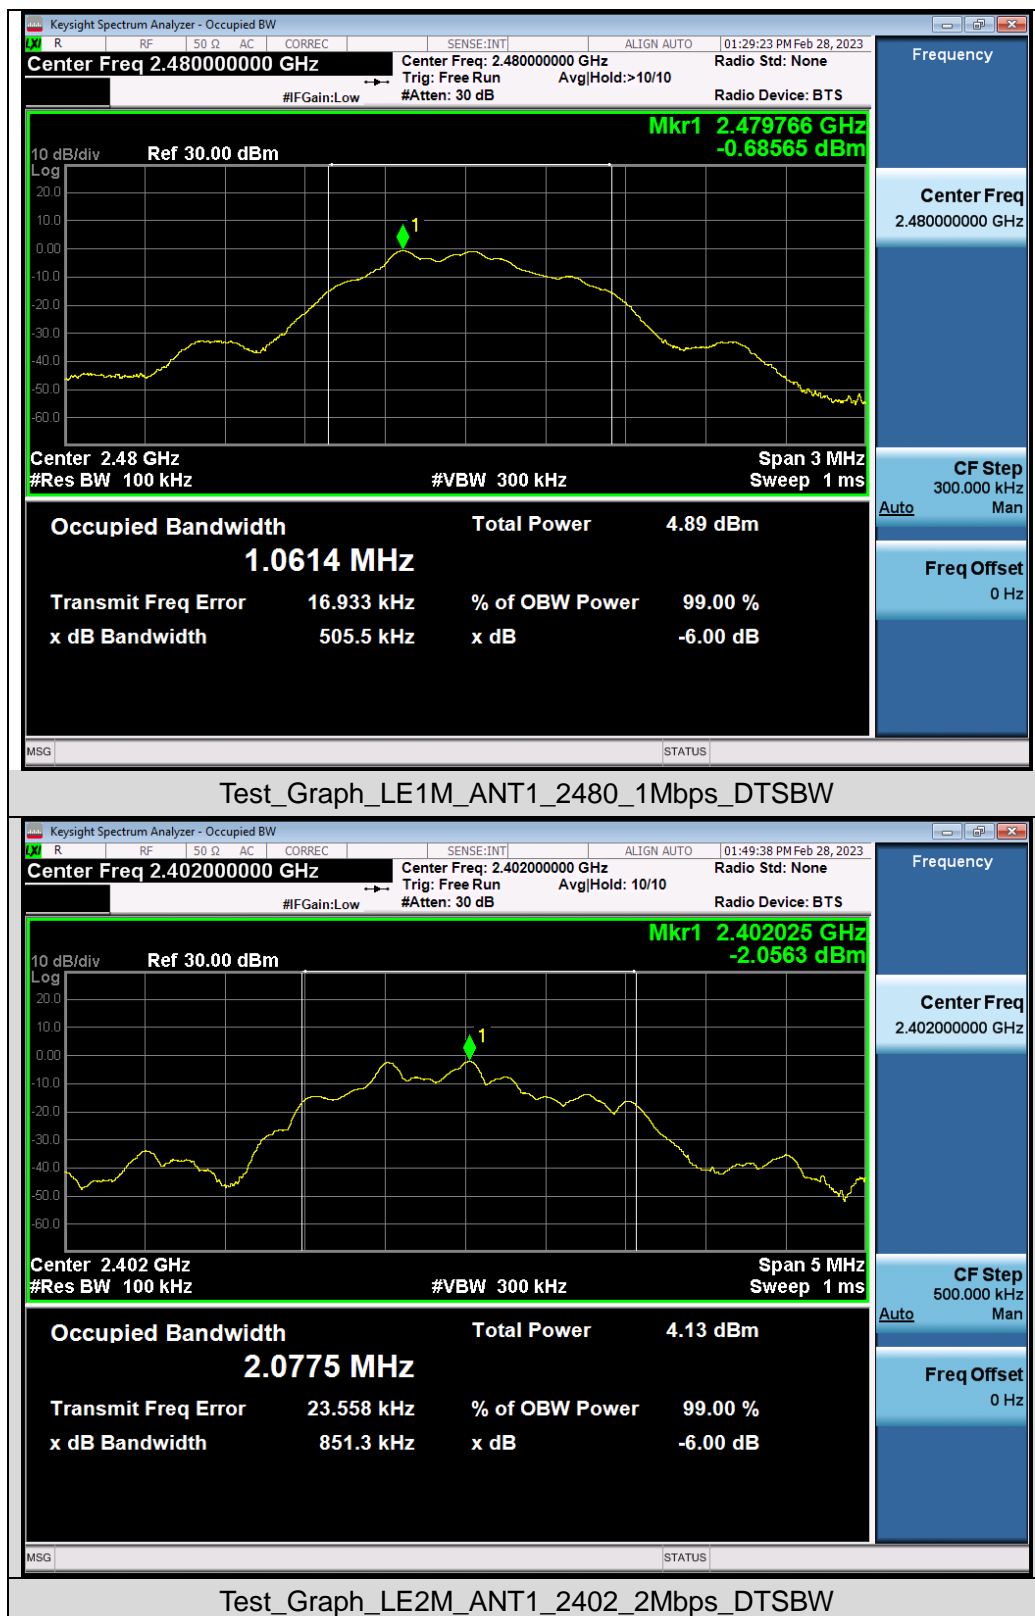 Keysight Spectrum Analyzer - Occupied BW
LXI R RF 50 Ω AC CORREC SENSE:INT ALIGN AUTO 01:29:23 PM Feb 28, 2023
Center Freq 2.480000000 GHz
Center Freq: 2.480000000 GHz Radio Std: None
Trig: Free Run Avg|Hold:>10/10
#IFGain:Low #Atten: 30 dB Radio Device: BTS
Mkr1 2.479766 GHz
-0.68565 dBm
10 dB/div Ref 30.00 dBm
Log
20.0
10.0
0.00
-10.0
-20.0
-30.0
-40.0
-50.0
-60.0
1
Center 2.48 GHz Span 3 MHz
#Res BW 100 kHz #VBW 300 kHz Sweep 1 ms
Occupied Bandwidth Total Power 4.89 dBm
1.0614 MHz
Transmit Freq Error 16.933 kHz % of OBW Power 99.00 %
x dB Bandwidth 505.5 kHz x dB -6.00 dB
MSG STATUS
Frequency
Center Freq
2.480000000 GHz
CF Step
300.000 kHz
Auto Man
Freq Offset
0 Hz
Test_Graph_LE1M_ANT1_2480_1Mbps_DTSBW
Keysight Spectrum Analyzer - Occupied BW
LXI R RF 50 Ω AC CORREC SENSE:INT ALIGN AUTO 01:49:38 PM Feb 28, 2023
Center Freq 2.402000000 GHz
Center Freq: 2.402000000 GHz Radio Std: None
Trig: Free Run Avg|Hold: 10/10
#IFGain:Low #Atten: 30 dB Radio Device: BTS
Mkr1 2.402025 GHz
-2.0563 dBm
10 dB/div Ref 30.00 dBm
Log
20.0
10.0
0.00
-10.0
-20.0
-30.0
-40.0
-50.0
-60.0
1
Center 2.402 GHz Span 5 MHz
#Res BW 100 kHz #VBW 300 kHz Sweep 1 ms
Occupied Bandwidth Total Power 4.13 dBm
2.0775 MHz
Transmit Freq Error 23.558 kHz % of OBW Power 99.00 %
x dB Bandwidth 851.3 kHz x dB -6.00 dB
MSG STATUS
Frequency
Center Freq
2.402000000 GHz
CF Step
500.000 kHz
Auto Man
Freq Offset
0 Hz
Test_Graph_LE2M_ANT1_2402_2Mbps_DTSBW